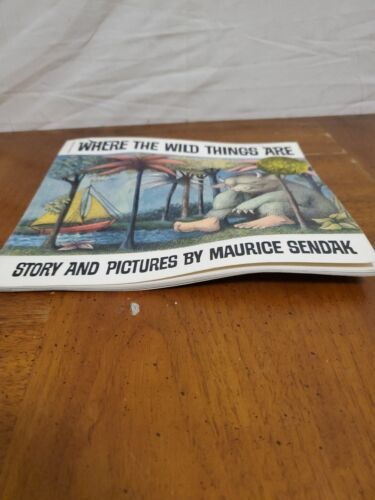 WHERE THE WILD THINGS ARE
STORY AND PICTURES BY MAURICE SENDAK